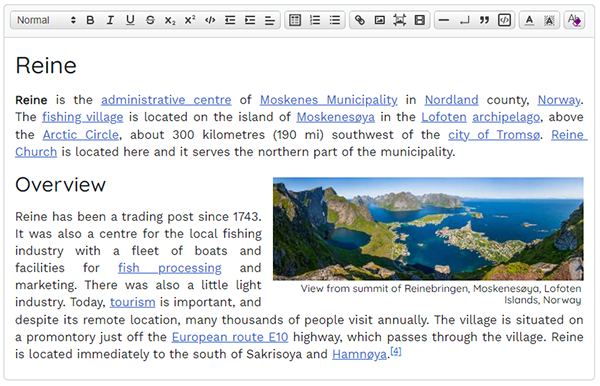 Normal
Reine
Reine is the administrative centre of Moskenes Municipality in Nordland county, Norway.
The fishing village is located on the island of Moskenesøya in the Lofoten archipelago, above
the Arctic Circle, about 300 kilometres (190 mi) southwest of the city of Tromsø. Reine
Church is located here and it serves the northern part of the municipality.
Overview
Reine has been a trading post since 1743.
It was also a centre for the local fishing
industry with a fleet of boats and
facilities for fish processing and
marketing. There was also a little light
industry. Today, tourism is important, and
View from summit of Reinebringen, Moskenesøya, Lofoten
Islands, Norway
despite its remote location, many thousands of people visit annually. The village is situated on
a promontory just off the European route E10 highway, which passes through the village. Reine
is located immediately to the south of Sakrisoya and Hamnøya.[4]